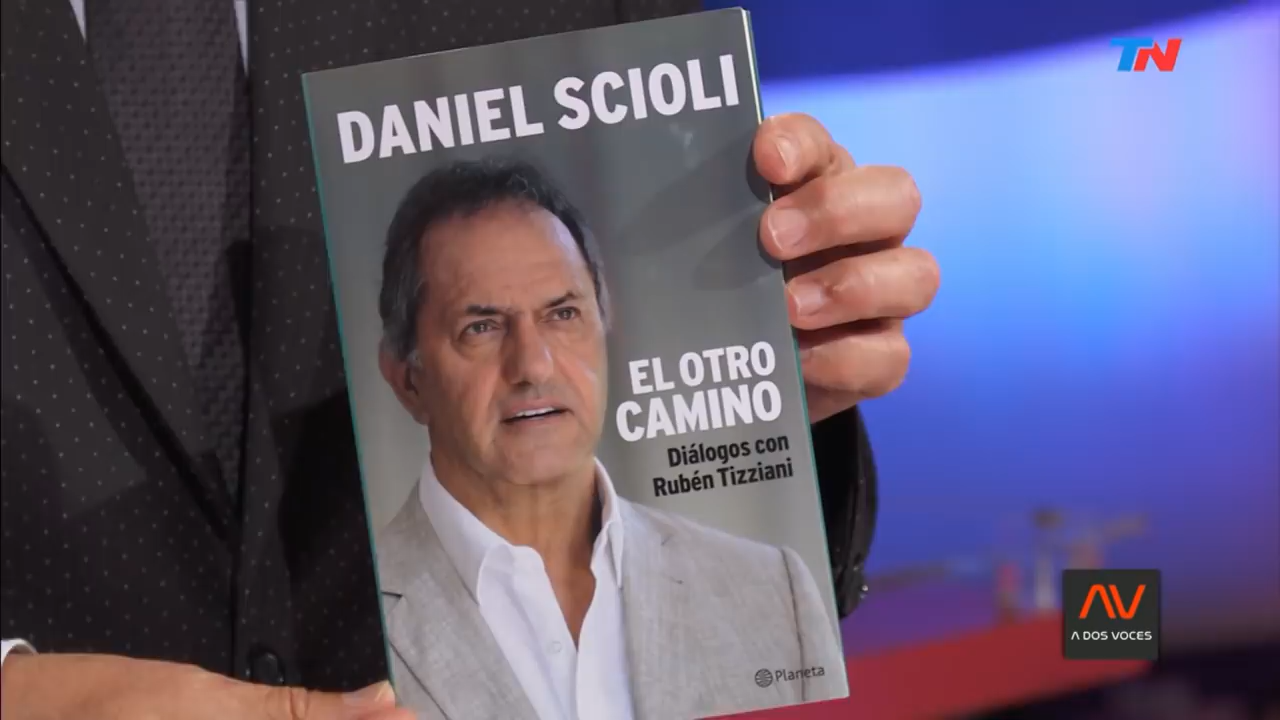 TN
DANIEL SCIOLI
EL OTRO
CAMINO
Diálogos con
Rubén Tizziani
Planeta
AV
A DOS VOCES